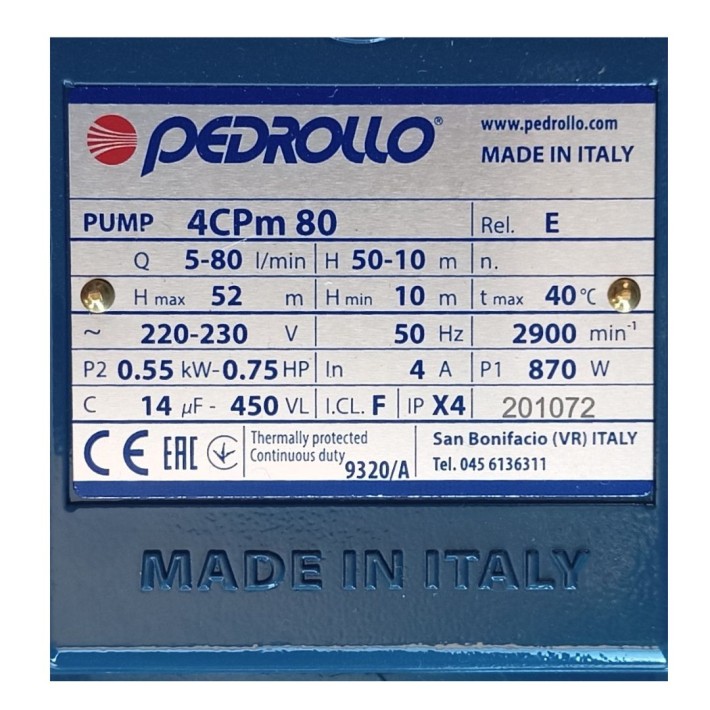 PEDROLLO®
www.pedrollo.com
MADE IN ITALY
PUMP 4CPm 80 Rel. E
Q 5-80 l/min H 50-10 m n.
H max 52 m H min 10 m t max 40 °C
~ 220-230 V 50 Hz 2900 min⁻¹
P2 0.55 kW-0.75 HP In 4 A P1 870 W
C 14 µF - 450 VL I.CL. F IP X4 201072
CE EAC Thermally protected
Continuous duty 9320/A
San Bonifacio (VR) ITALY
Tel. 045 6136311
MADE IN ITALY